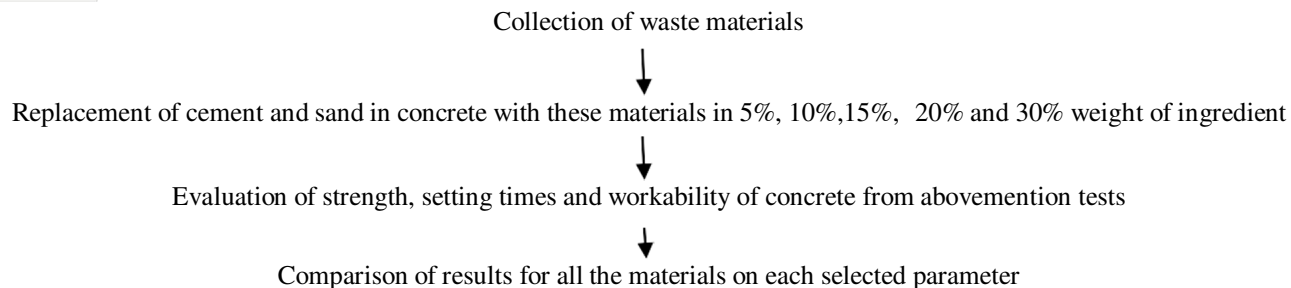 Collection of waste materials
Replacement of cement and sand in concrete with these materials in 5%, 10%,15%, 20% and 30% weight of ingredient
Evaluation of strength, setting times and workability of concrete from abovemention tests
Comparison of results for all the materials on each selected parameter